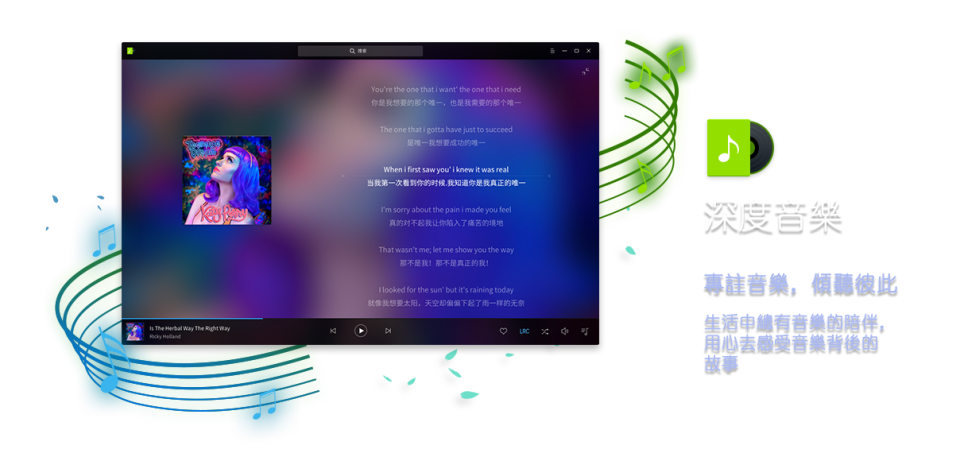 搜索
You're the one that i want' the one that i need
你是我想要的那个唯一，也是我需要的那个唯一
The one that i gotta have just to succeed
是唯一我想要成功的唯一
When i first saw you' i knew it was real
当我第一次看到你的时候.我知道你是我真正的唯一
I'm sorry about the pain i made you feel
真的对不起我让你陷入了痛苦的境地
That wasn't me; let me show you the way
那不是我！那不是真正的我！
I looked for the sun' but it's raining today
就像我想要太阳，天空却偏偏下起了雨一样的无奈
Katy Perry
Is The Herbal Way The Right Way
Ricky Holland
LRC
深度音樂
專註音樂，傾聽彼此
生活中總有音樂的陪伴，
用心去感受音樂背後的
故事